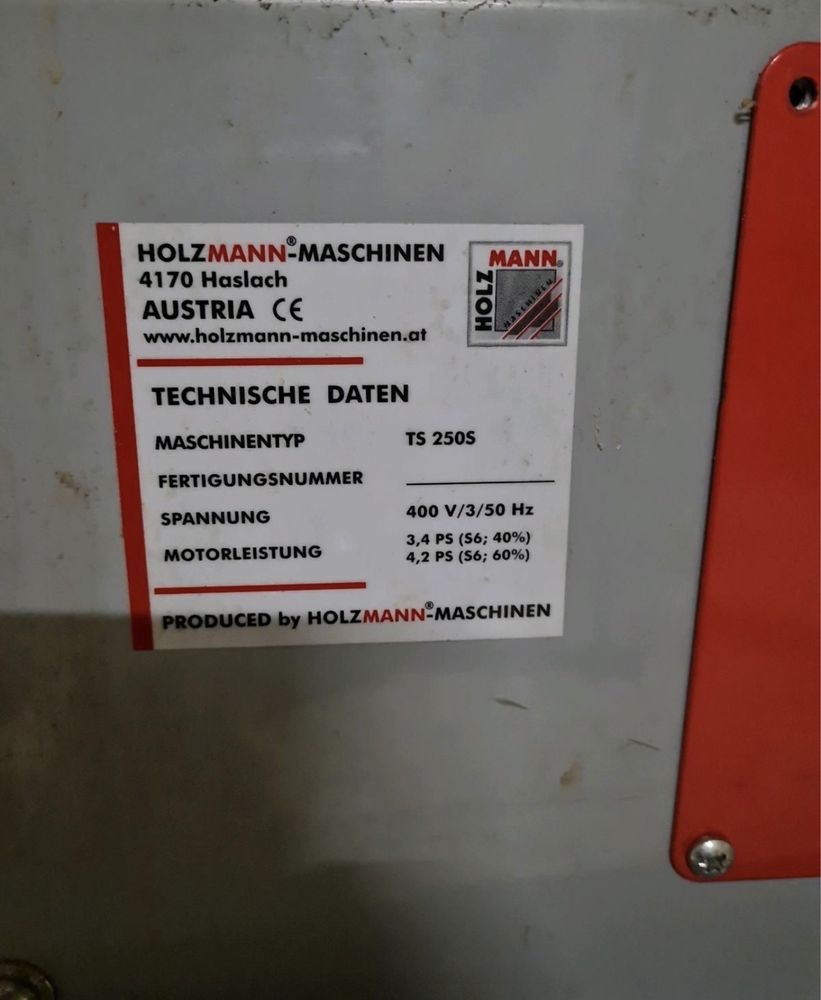 HOLZMANN®-MASCHINEN
4170 Haslach
AUSTRIA CE
www.holzmann-maschinen.at
HOLZ MANN®
MASCHINEN
TECHNISCHE DATEN
MASCHINENTYP TS 250S
FERTIGUNGSNUMMER
SPANNUNG 400 V/3/50 Hz
MOTORLEISTUNG 3,4 PS (S6; 40%)
4,2 PS (S6; 60%)
PRODUCED by HOLZMANN®-MASCHINEN